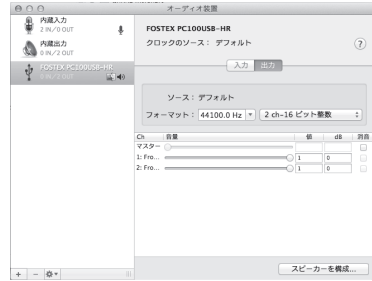 オーディオ装置
内蔵入力
2 IN/0 OUT
内蔵出力
0 IN/2 OUT
FOSTEX PC100USB-HR
0 IN/2 OUT
FOSTEX PC100USB-HR
クロックのソース： デフォルト
?
入力 出力
ソース： デフォルト
フォーマット： 44100.0 Hz 2 ch-16 ビット整数
Ch 音量 値 dB 消音
マスター
1: Fro... 1 0
2: Fro... 1 0
スピーカーを構成...